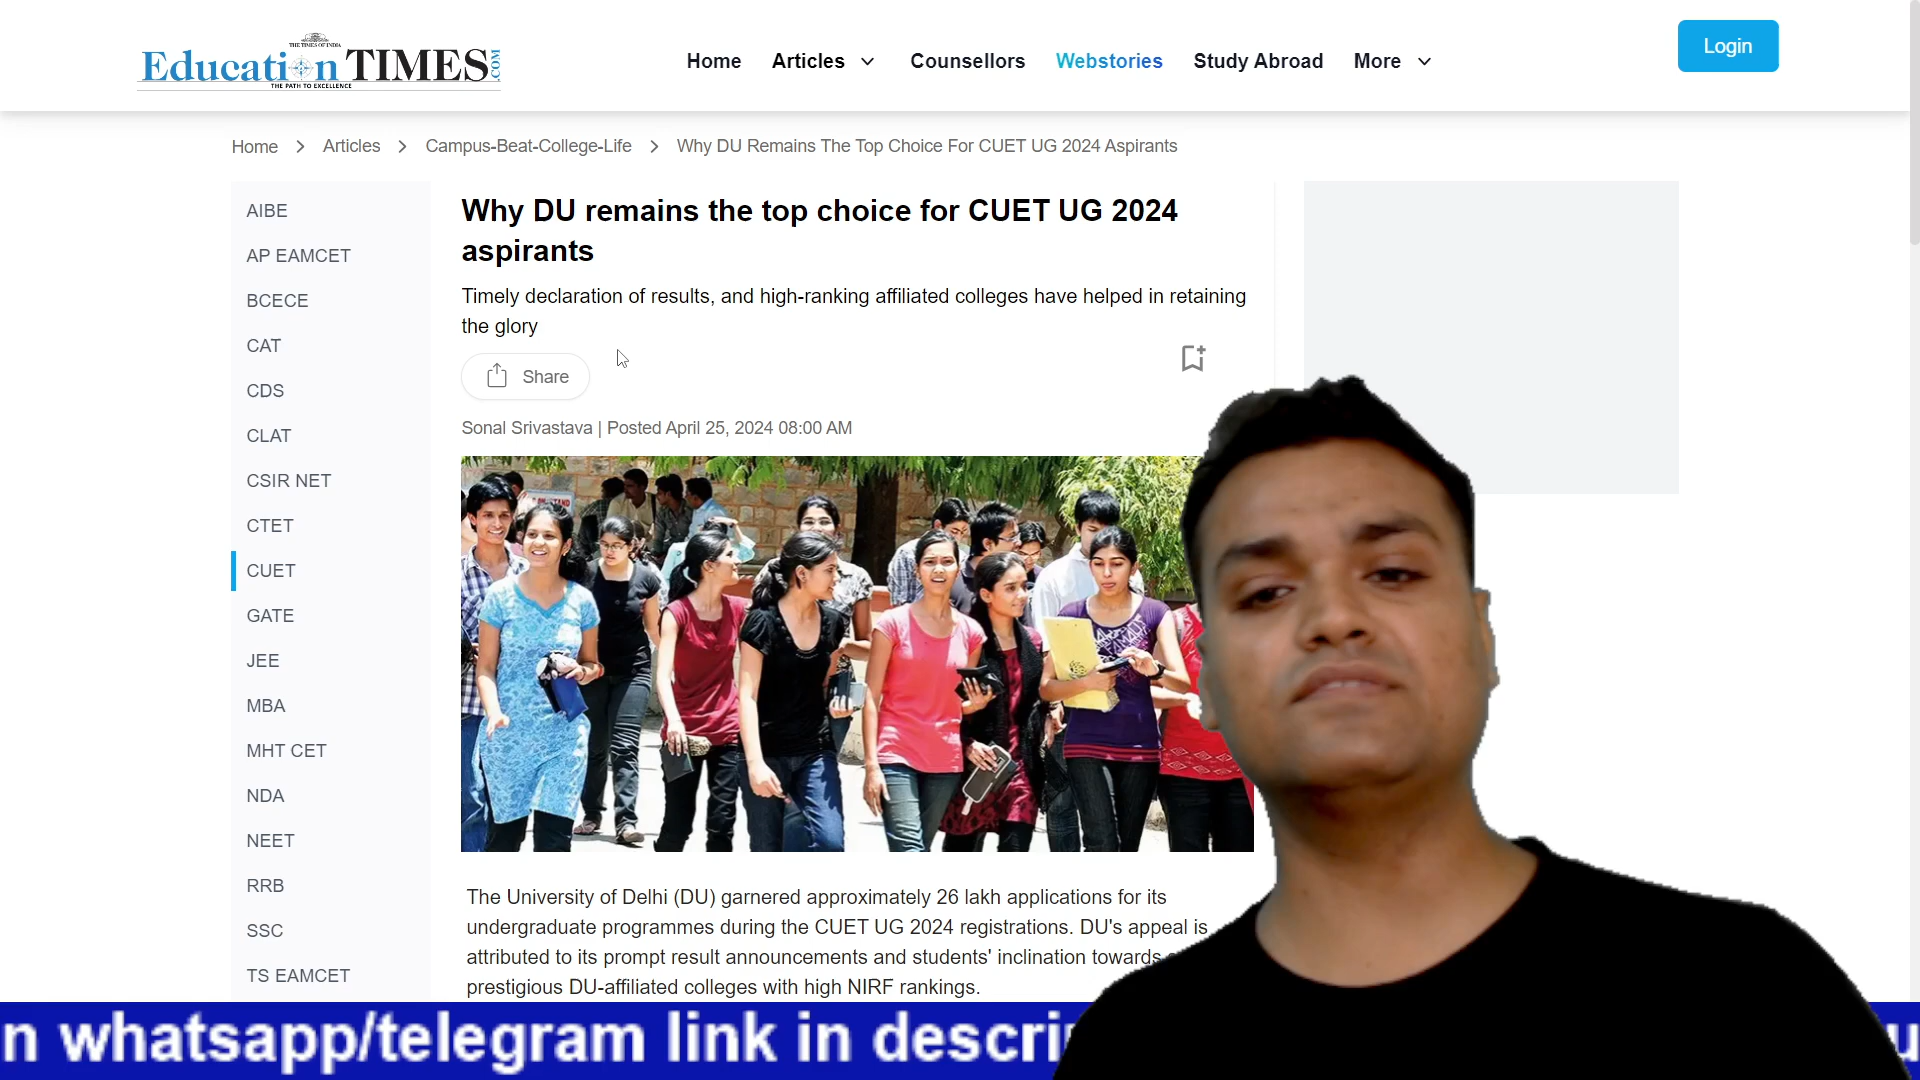 THE TIMES OF INDIA
Education TIMES.COM
THE PATH TO EXCELLENCE
Home
Articles
Counsellors
Webstories
Study Abroad
More
Login
Home > Articles > Campus-Beat-College-Life > Why DU Remains The Top Choice For CUET UG 2024 Aspirants
AIBE
AP EAMCET
BCECE
CAT
CDS
CLAT
CSIR NET
CTET
CUET
GATE
JEE
MBA
MHT CET
NDA
NEET
RRB
SSC
TS EAMCET
Why DU remains the top choice for CUET UG 2024
aspirants
Timely declaration of results, and high-ranking affiliated colleges have helped in retaining
the glory
Share
Sonal Srivastava | Posted April 25, 2024 08:00 AM
The University of Delhi (DU) garnered approximately 26 lakh applications for its
undergraduate programmes during the CUET UG 2024 registrations. DU's appeal is
attributed to its prompt result announcements and students' inclination towards
prestigious DU-affiliated colleges with high NIRF rankings.
n whatsapp/telegram link in descri